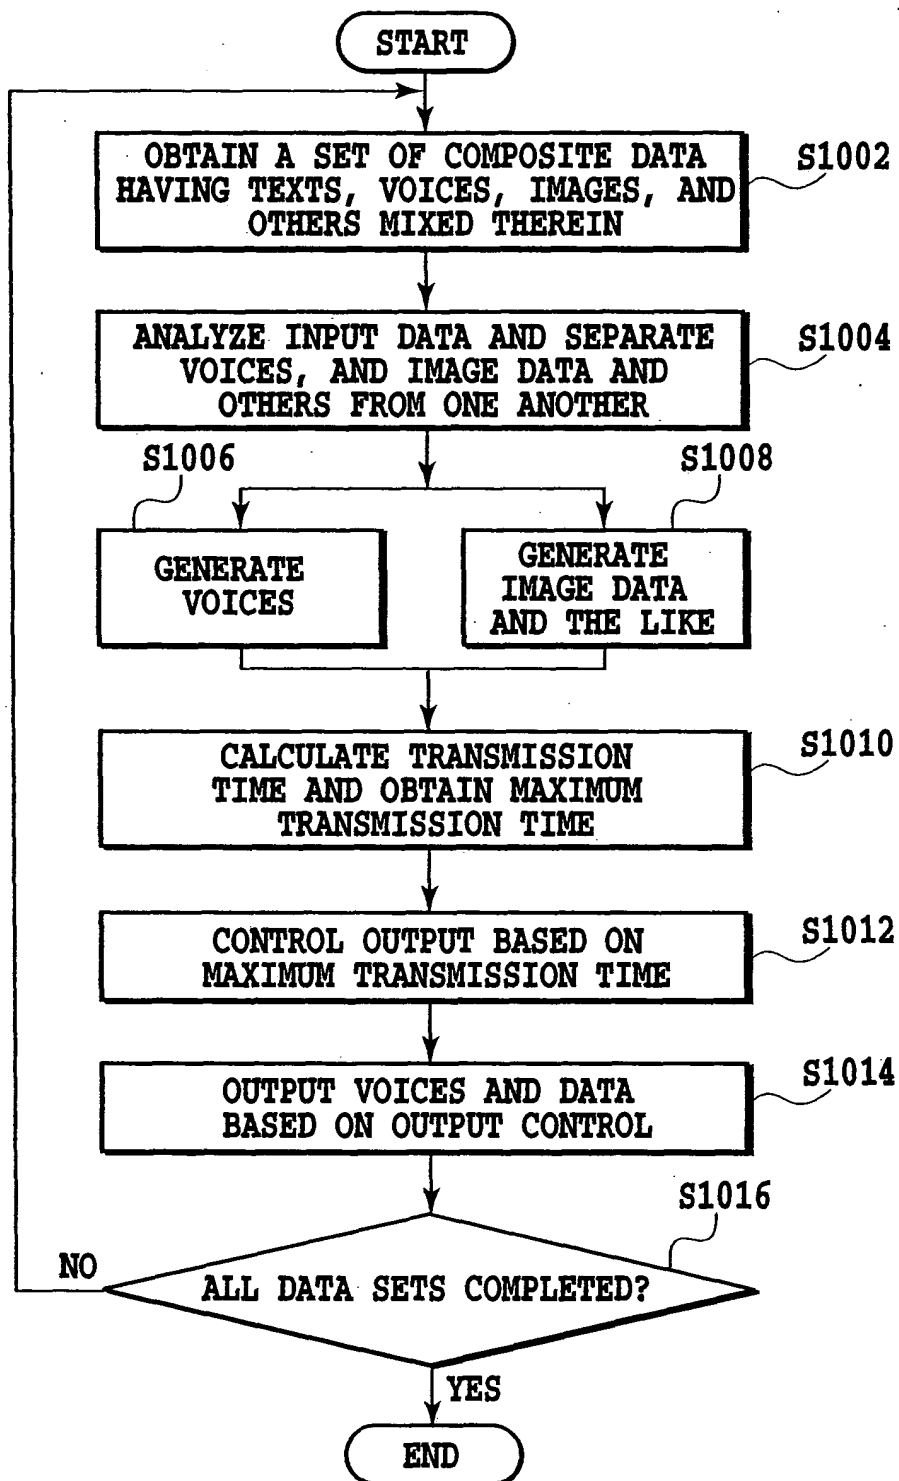 START
OBTAIN A SET OF COMPOSITE DATA
HAVING TEXTS, VOICES, IMAGES, AND
OTHERS MIXED THEREIN
S1002
ANALYZE INPUT DATA AND SEPARATE
VOICES, AND IMAGE DATA AND
OTHERS FROM ONE ANOTHER
S1004
S1006
S1008
GENERATE
VOICES
GENERATE
IMAGE DATA
AND THE LIKE
CALCULATE TRANSMISSION
TIME AND OBTAIN MAXIMUM
TRANSMISSION TIME
S1010
CONTROL OUTPUT BASED ON
MAXIMUM TRANSMISSION TIME
S1012
OUTPUT VOICES AND DATA
BASED ON OUTPUT CONTROL
S1014
S1016
NO
ALL DATA SETS COMPLETED?
YES
END